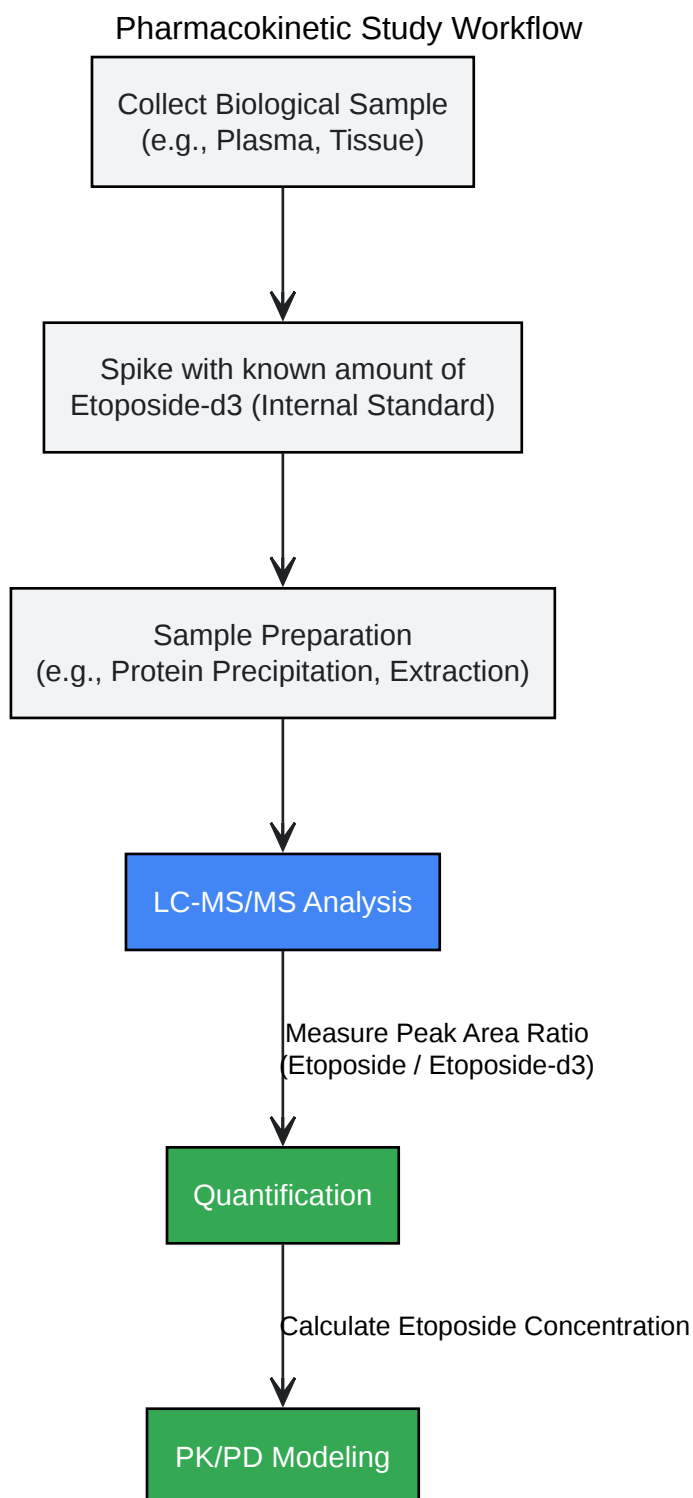 Pharmacokinetic Study Workflow
Collect Biological Sample
(e.g., Plasma, Tissue)
Spike with known amount of
Etoposide-d3 (Internal Standard)
Sample Preparation
(e.g., Protein Precipitation, Extraction)
LC-MS/MS Analysis
Measure Peak Area Ratio
(Etoposide / Etoposide-d3)
Quantification
Calculate Etoposide Concentration
PK/PD Modeling